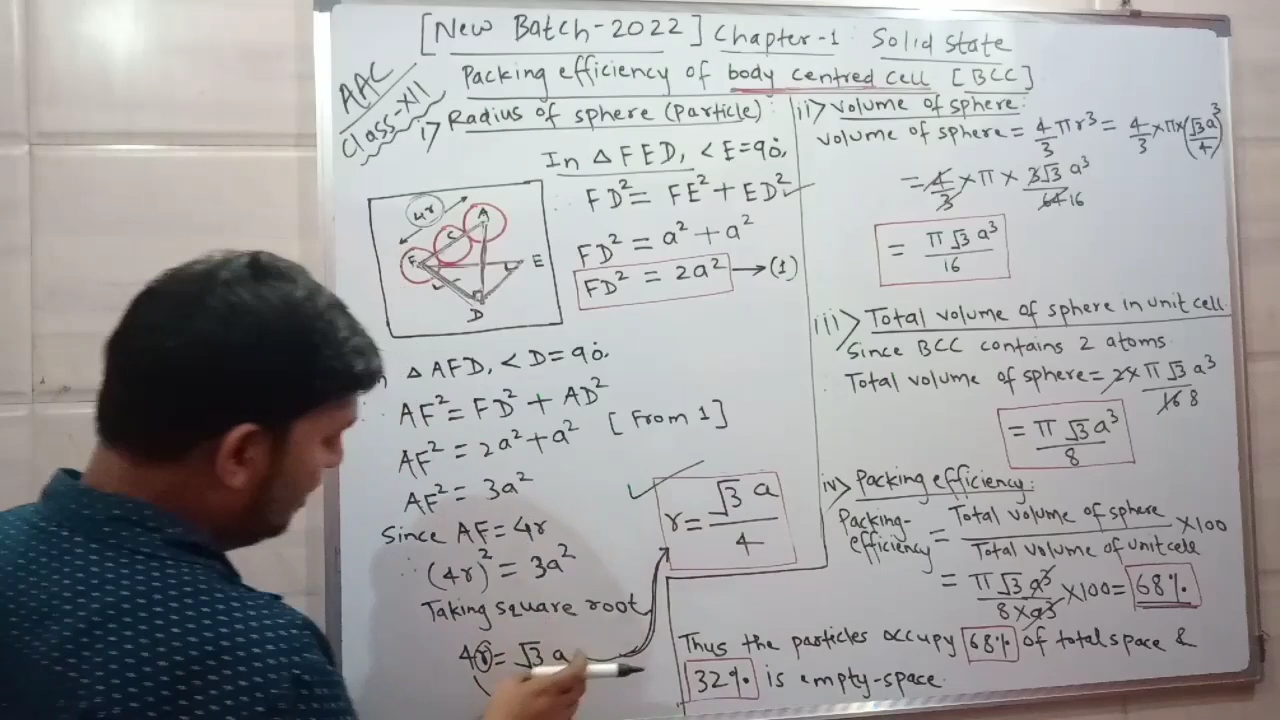 [New Batch-2022] Chapter-1 Solid state
Packing efficiency of body centred cell [BCC]
AAC
Class-XII
i> Radius of sphere (Particle):
In △FED, <E=90°.
FD²= FE²+ED²
FD² = a²+a²
FD² = 2a² → (1)
4r
A
C
F
E
D
△AFD, <D=90°.
AF²=FD²+AD²
AF²=2a²+a² [From 1]
AF²= 3a²
Since AF=4r
∴ (4r)²=3a²
Taking square root
4r=√3a
r=√3 a/4
ii> Volume of sphere:
Volume of sphere = 4/3 πr³ = 4/3×π×(√3a/4)³
= 4/3 ×π× 3√3 a³/64 16
= π√3 a³/16
iii> Total volume of sphere in unit cell
Since BCC contains 2 atoms.
Total volume of sphere= 2×π√3 a³/16 8
= π√3 a³/8
iv> Packing efficiency:
Packing-efficiency = Total volume of sphere/Total volume of unit cell ×100
= π√3 a³/8×a³ ×100= 68%
Thus the particles occupy 68% of total space &
32% is empty-space.